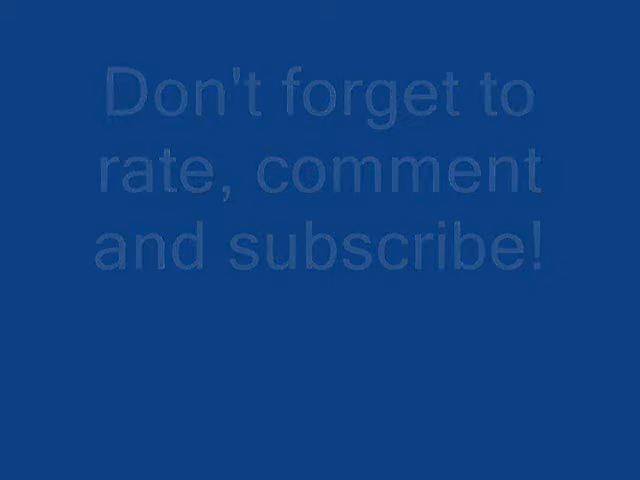 Don't forget to
rate, comment
and subscribe!